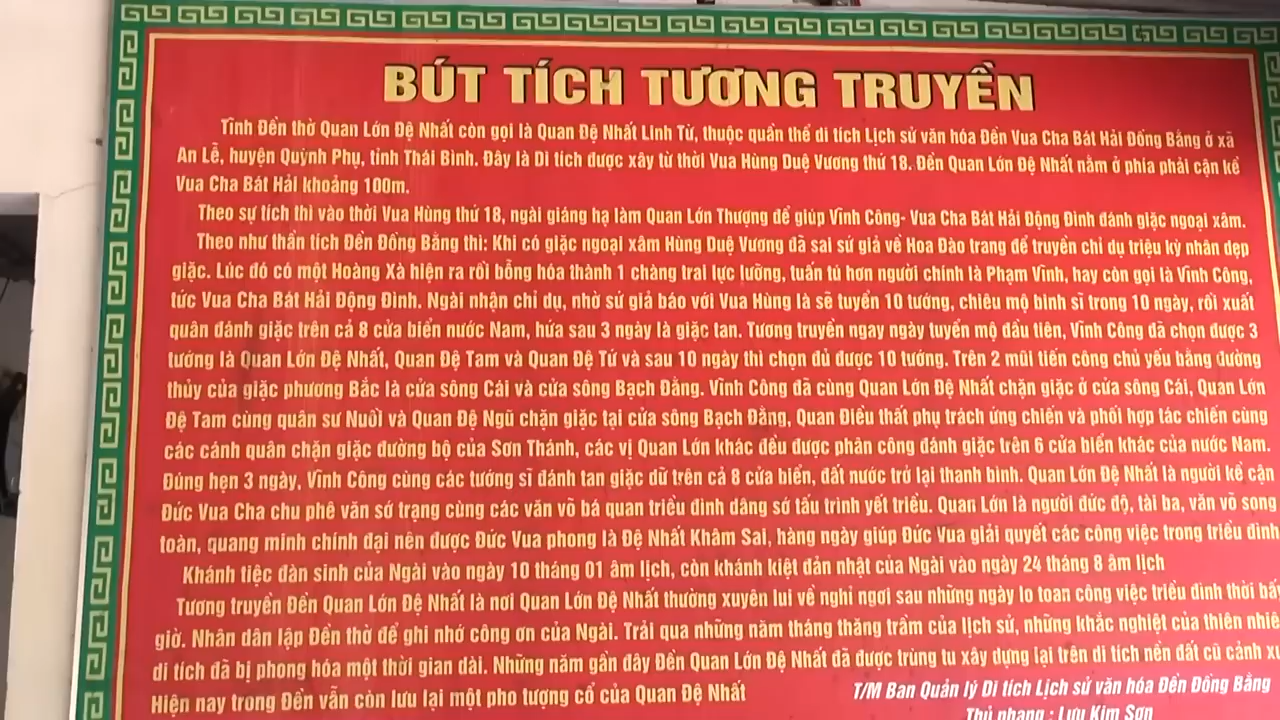 BÚT TÍCH TƯƠNG TRUYỀN
Tĩnh Đền thờ Quan Lớn Đệ Nhất còn gọi là Quan Đệ Nhất Linh Từ, thuộc quần thể di tích Lịch sử văn hóa Đền Vua Cha Bát Hải Đồng Bằng ở xã
An Lễ, huyện Quỳnh Phụ, tỉnh Thái Bình. Đây là Di tích được xây từ thời Vua Hùng Duệ Vương thứ 18. Đền Quan Lớn Đệ Nhất nằm ở phía phải cận kề
Vua Cha Bát Hải khoảng 100m.
Theo sự tích thì vào thời Vua Hùng thứ 18, ngài giáng hạ làm Quan Lớn Thượng để giúp Vĩnh Công- Vua Cha Bát Hải Động Đình đánh giặc ngoại xâm.
Theo như thần tích Đền Đồng Bằng thì: Khi có giặc ngoại xâm Hùng Duệ Vương đã sai sứ giả về Hoa Đào trang để truyền chỉ dụ triệu kỳ nhân dẹp
giặc. Lúc đó có một Hoàng Xà hiện ra rồi bỗng hóa thành 1 chàng trai lực lưỡng, tuấn tú hơn người chính là Phạm Vĩnh, hay còn gọi là Vĩnh Công,
tức Vua Cha Bát Hải Động Đình. Ngài nhận chỉ dụ, nhờ sứ giả báo với Vua Hùng là sẽ tuyển 10 tướng, chiêu mộ binh sĩ trong 10 ngày, rồi xuất
quân đánh giặc trên cả 8 cửa biển nước Nam, hứa sau 3 ngày là giặc tan. Tương truyền ngay ngày tuyển mộ đầu tiên, Vĩnh Công đã chọn được 3
tướng là Quan Lớn Đệ Nhất, Quan Đệ Tam và Quan Đệ Tứ và sau 10 ngày thì chọn đủ được 10 tướng. Trên 2 mũi tiến công chủ yếu bằng đường
thủy của giặc phương Bắc là cửa sông Cái và cửa sông Bạch Đằng. Vĩnh Công đã cùng Quan Lớn Đệ Nhất chặn giặc ở cửa sông Cái, Quan Lớn
Đệ Tam cùng quân sư Nuồi và Quan Đệ Ngũ chặn giặc tại cửa sông Bạch Đằng, Quan Điều thất phụ trách ứng chiến và phối hợp tác chiến cùng
các cánh quân chặn giặc đường bộ của Sơn Thánh, các vị Quan Lớn khác đều được phân công đánh giặc trên 6 cửa biển khác của nước Nam.
Đúng hẹn 3 ngày, Vĩnh Công cùng các tướng sĩ đánh tan giặc dữ trên cả 8 cửa biển, đất nước trở lại thanh bình. Quan Lớn Đệ Nhất là người kề cận
Đức Vua Cha chu phê văn sớ trạng cùng các văn võ bá quan triều đình dâng sớ tấu trình yết triều. Quan Lớn là người đức độ, tài ba, văn võ song
toàn, quang minh chính đại nên được Đức Vua phong là Đệ Nhất Khâm Sai, hàng ngày giúp Đức Vua giải quyết các công việc trong triều đình
Khánh tiệc đàn sinh của Ngài vào ngày 10 tháng 01 âm lịch, còn khánh kiệt đản nhật của Ngài vào ngày 24 tháng 8 âm lịch
Tương truyền Đền Quan Lớn Đệ Nhất là nơi Quan Lớn Đệ Nhất thường xuyên lui về nghỉ ngơi sau những ngày lo toan công việc triều đình thời bấy
giờ. Nhân dân lập Đền thờ để ghi nhớ công ơn của Ngài. Trải qua những năm tháng thăng trầm của lịch sử, những khắc nghiệt của thiên nhiê
di tích đã bị phong hóa một thời gian dài. Những năm gần đây Đền Quan Lớn Đệ Nhất đã được trùng tu xây dựng lại trên di tích nền đất cũ cảnh xư
Hiện nay trong Đền vẫn còn lưu lại một pho tượng cổ của Quan Đệ Nhất
T/M Ban Quản lý Di tích Lịch sử văn hóa Đền Đồng Bằng
Thủ nhang : Lưu Kim Sơn